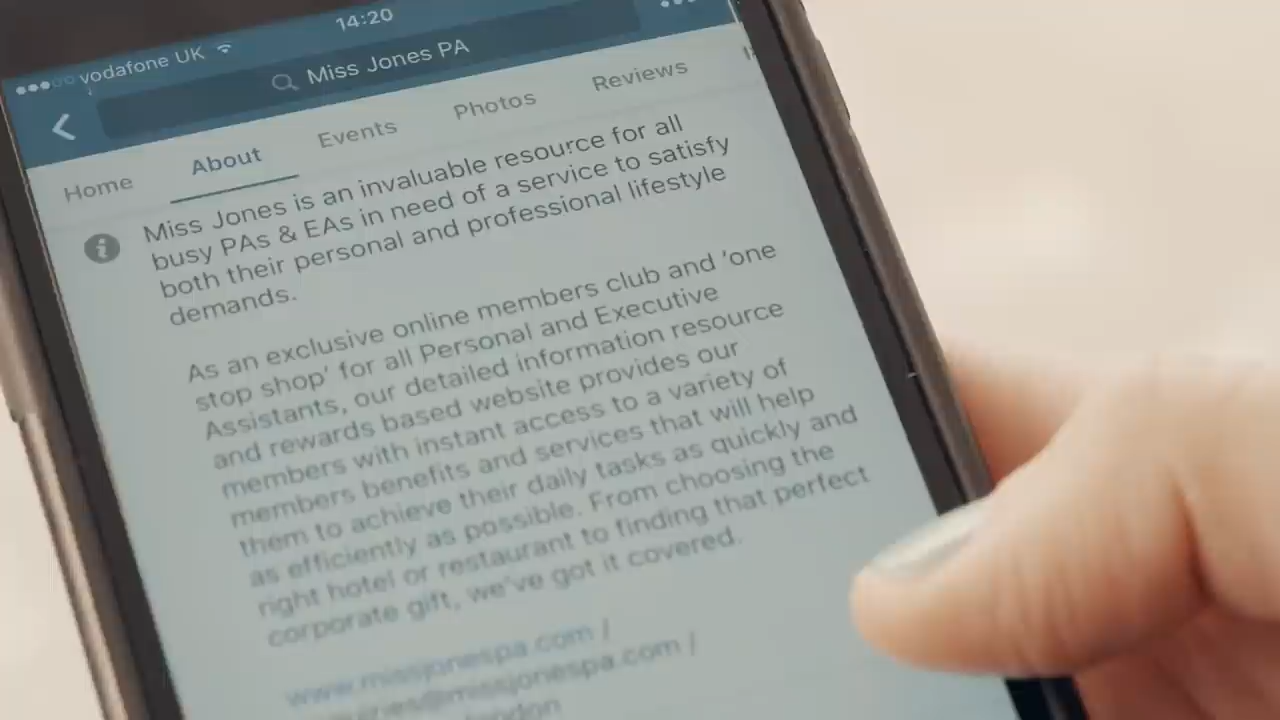 vodafone UK 14:20
Miss Jones PA
Home About Events Photos Reviews
Miss Jones is an invaluable resource for all
busy PAs & EAs in need of a service to satisfy
both their personal and professional lifestyle
demands.
As an exclusive online members club and 'one
stop shop' for all Personal and Executive
Assistants, our detailed information resource
and rewards based website provides our
members with instant access to a variety of
members benefits and services that will help
them to achieve their daily tasks as quickly and
as efficiently as possible. From choosing the
right hotel or restaurant to finding that perfect
corporate gift, we've got it covered.
www.missjonespa.com /
london